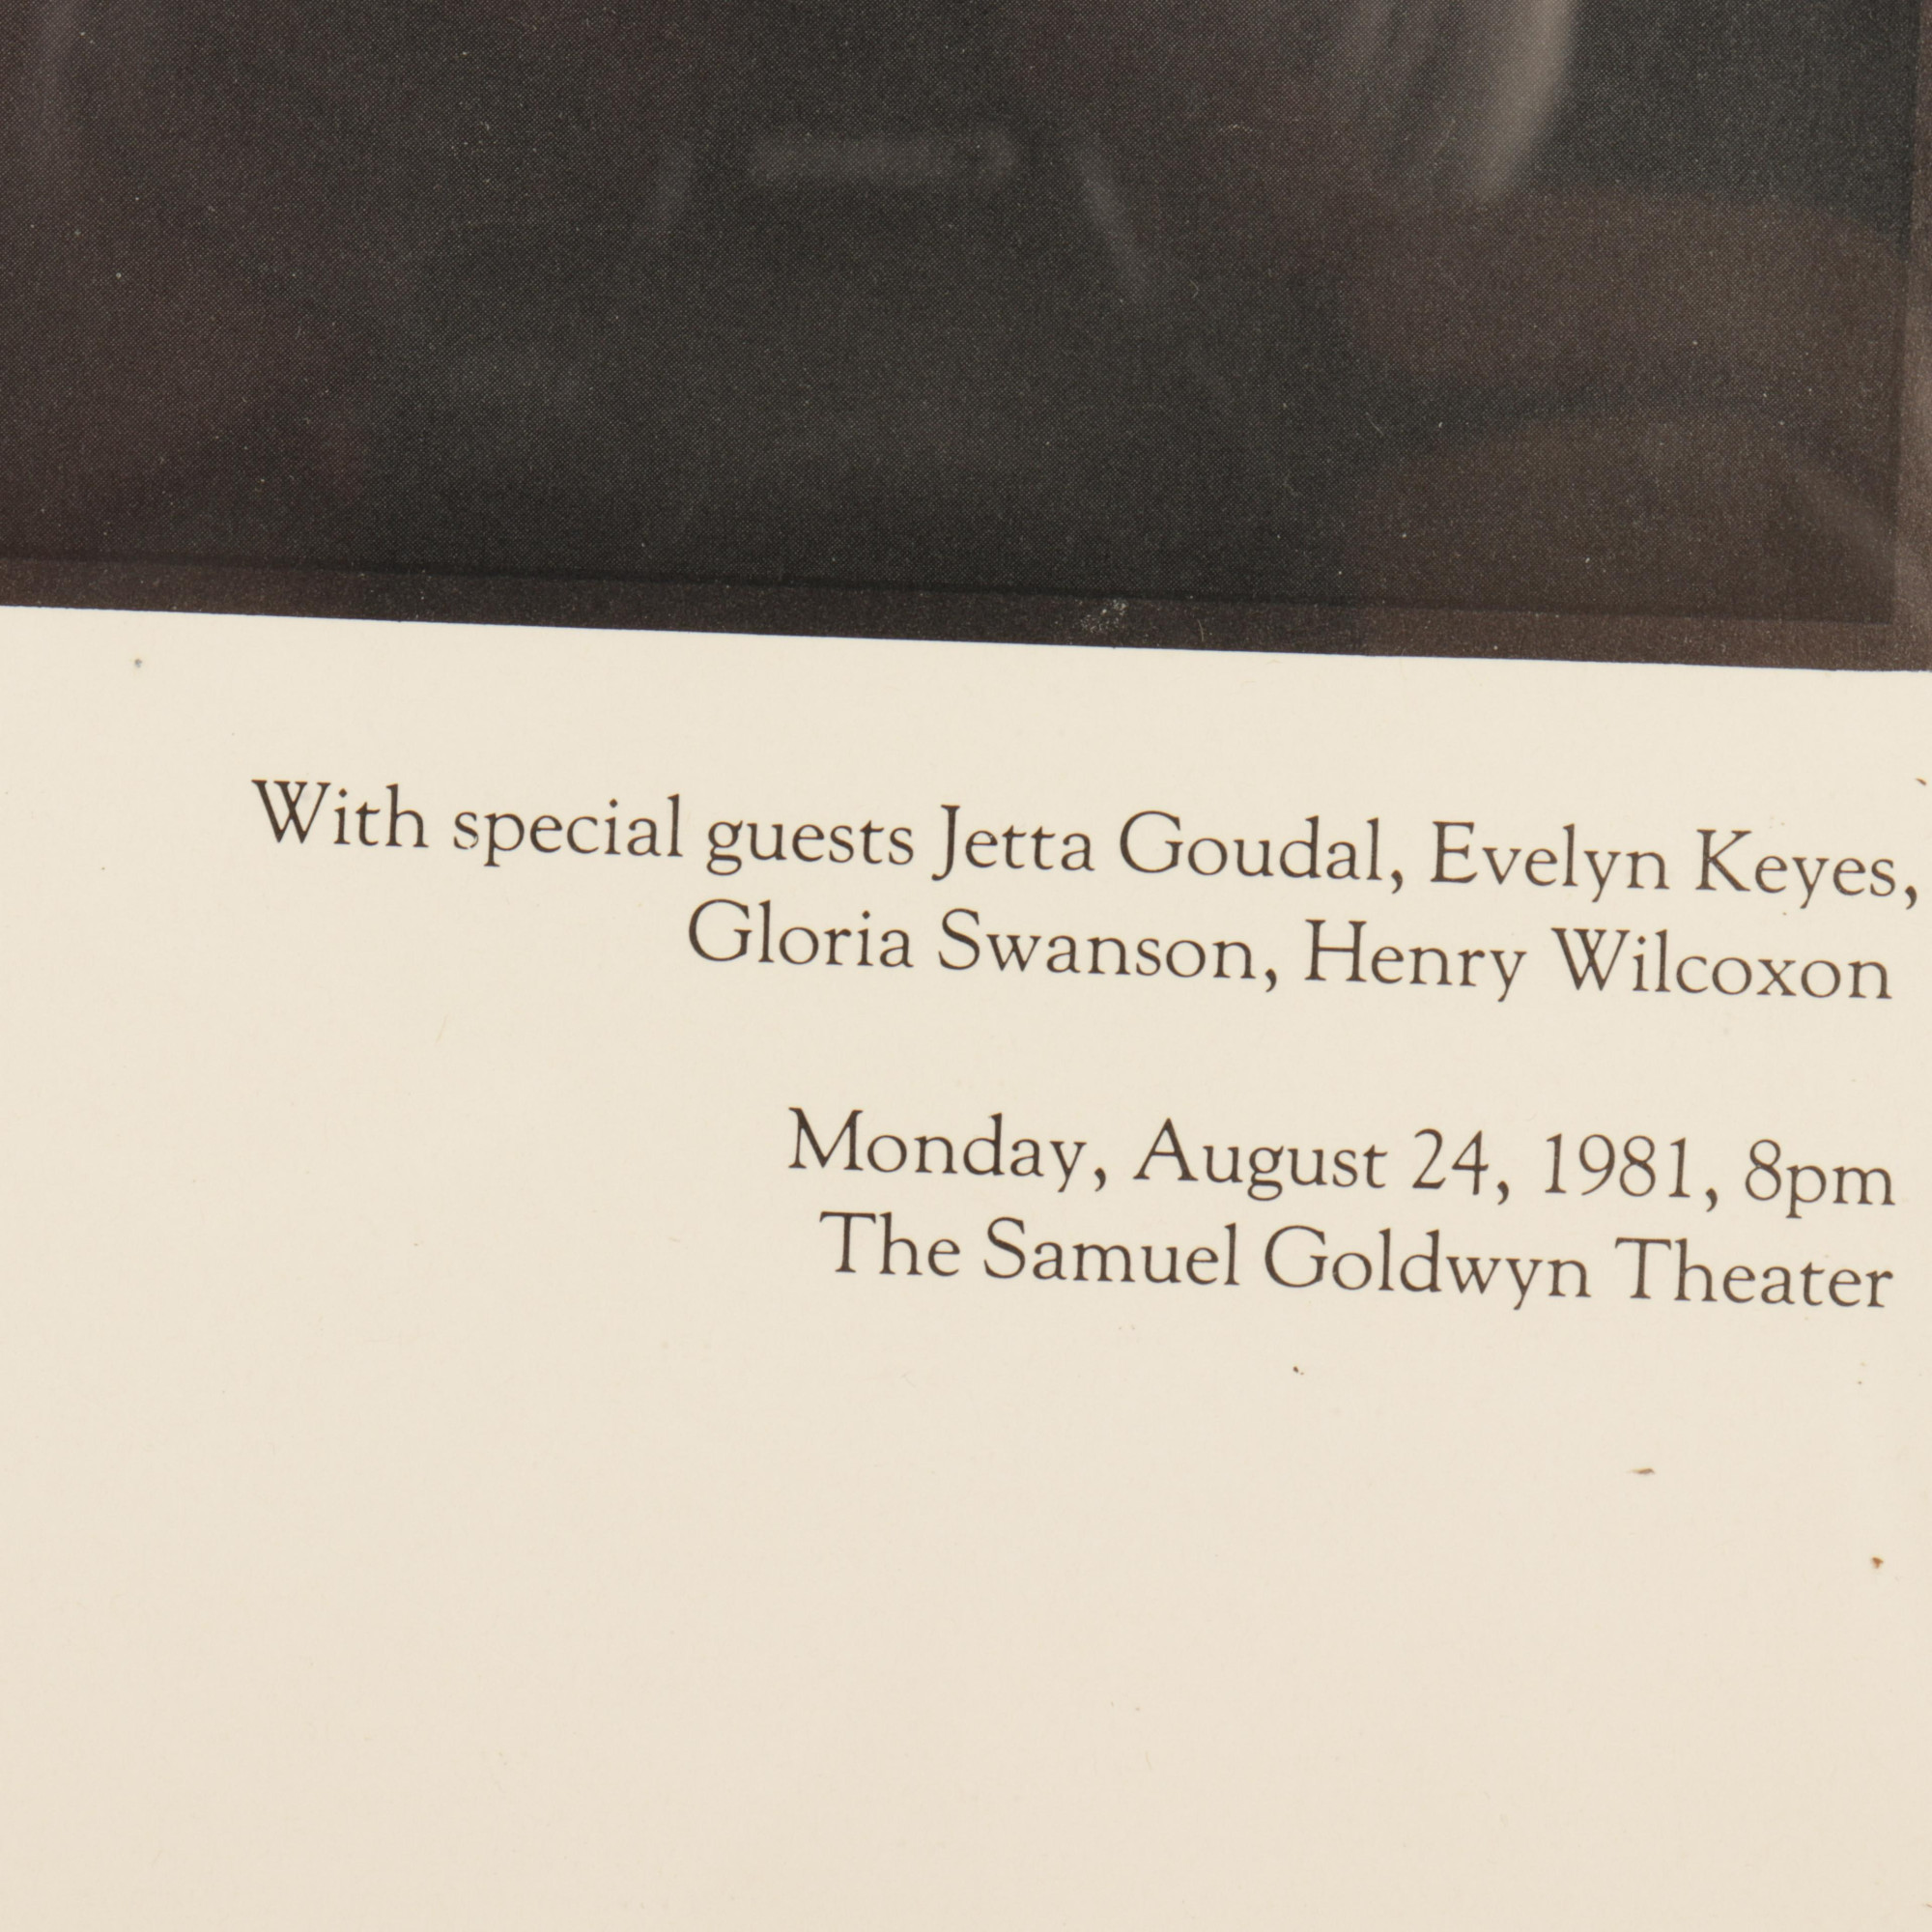 With special guests Jetta Goudal, Evelyn Keyes,
Gloria Swanson, Henry Wilcoxon
Monday, August 24, 1981, 8pm
The Samuel Goldwyn Theater